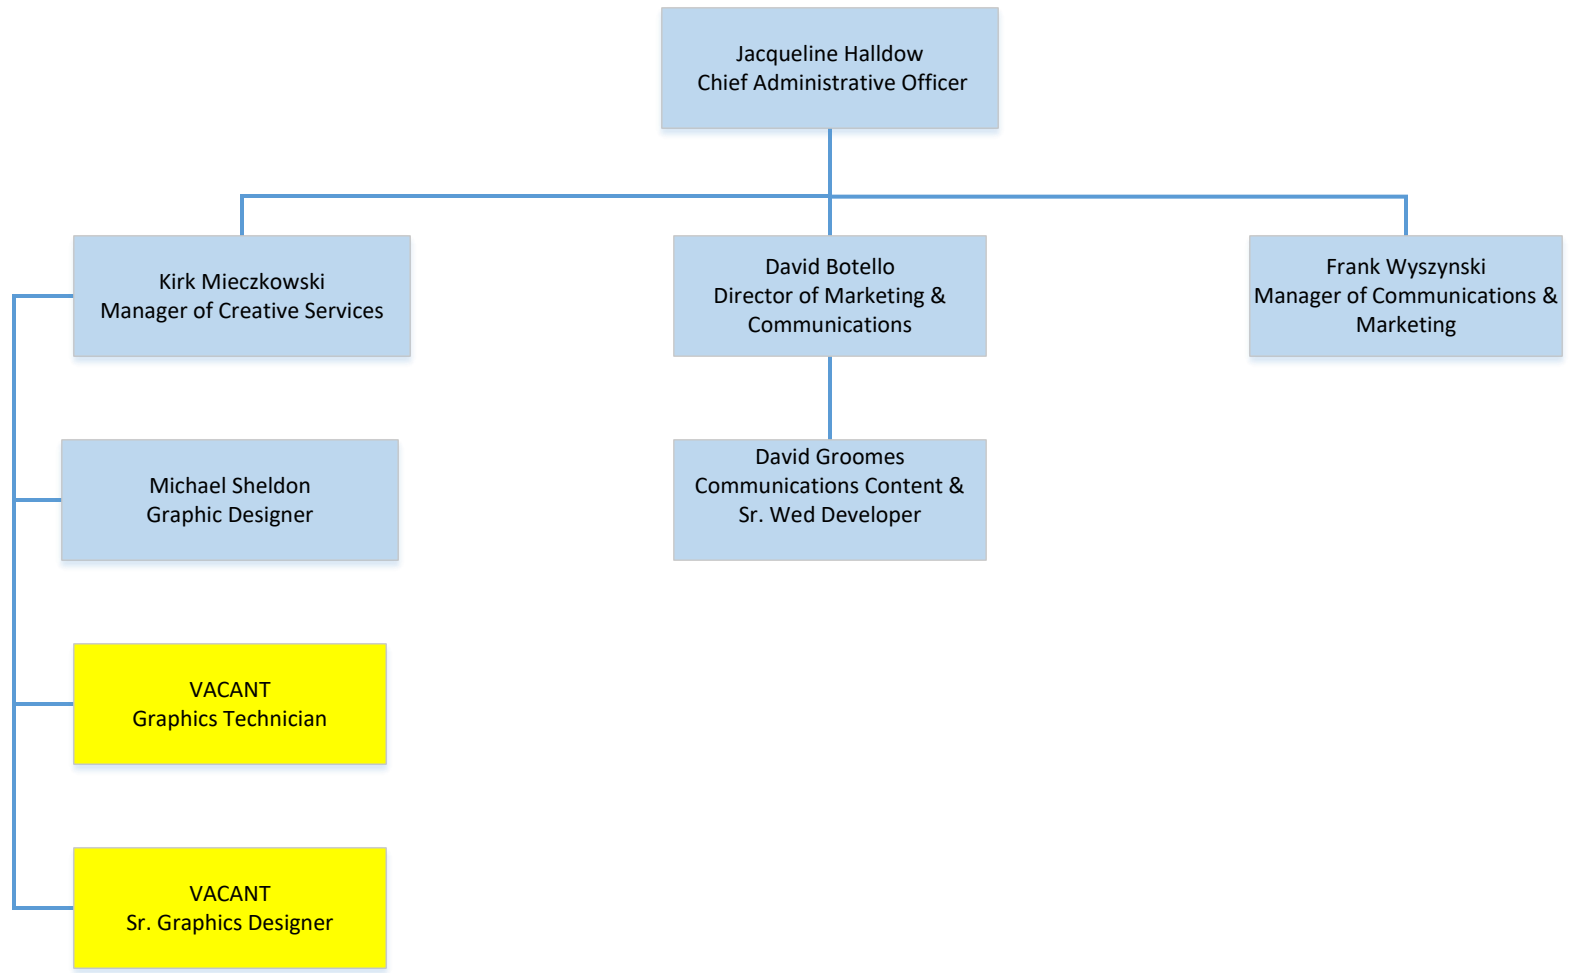 Jacqueline Halldow
Chief Administrative Officer
Kirk Mieczkowski
Manager of Creative Services
David Botello
Director of Marketing &
Communications
Frank Wyszynski
Manager of Communications &
Marketing
Michael Sheldon
Graphic Designer
David Groomes
Communications Content &
Sr. Wed Developer
VACANT
Graphics Technician
VACANT
Sr. Graphics Designer